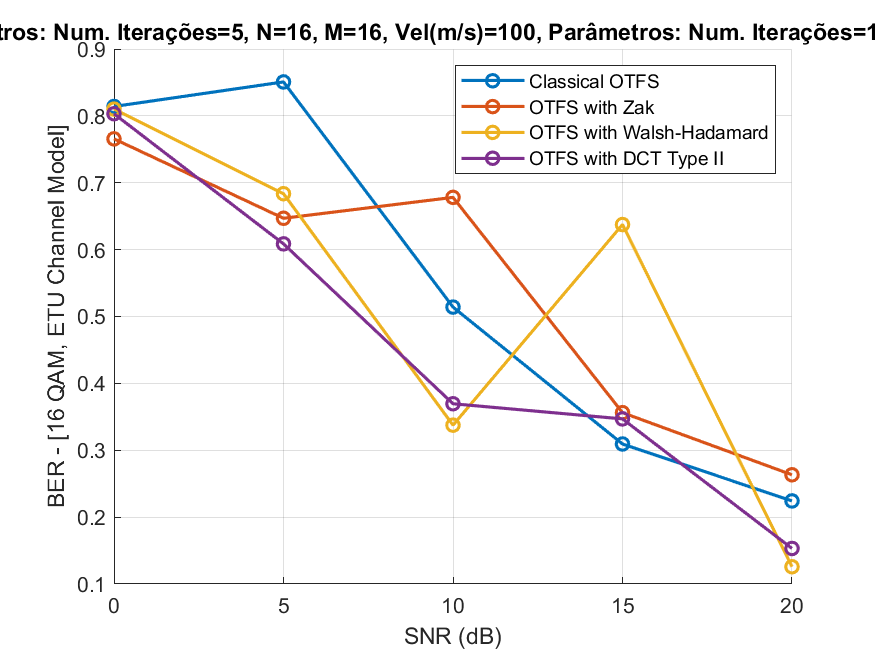 tros: Num. Iterações=5, N=16, M=16, Vel(m/s)=100, Parâmetros: Num. Iterações=1
Classical OTFS
OTFS with Zak
OTFS with Walsh-Hadamard
OTFS with DCT Type II
BER - [16 QAM, ETU Channel Model]
0.9
0.8
0.7
0.6
0.5
0.4
0.3
0.2
0.1
0 5 10 15 20
SNR (dB)